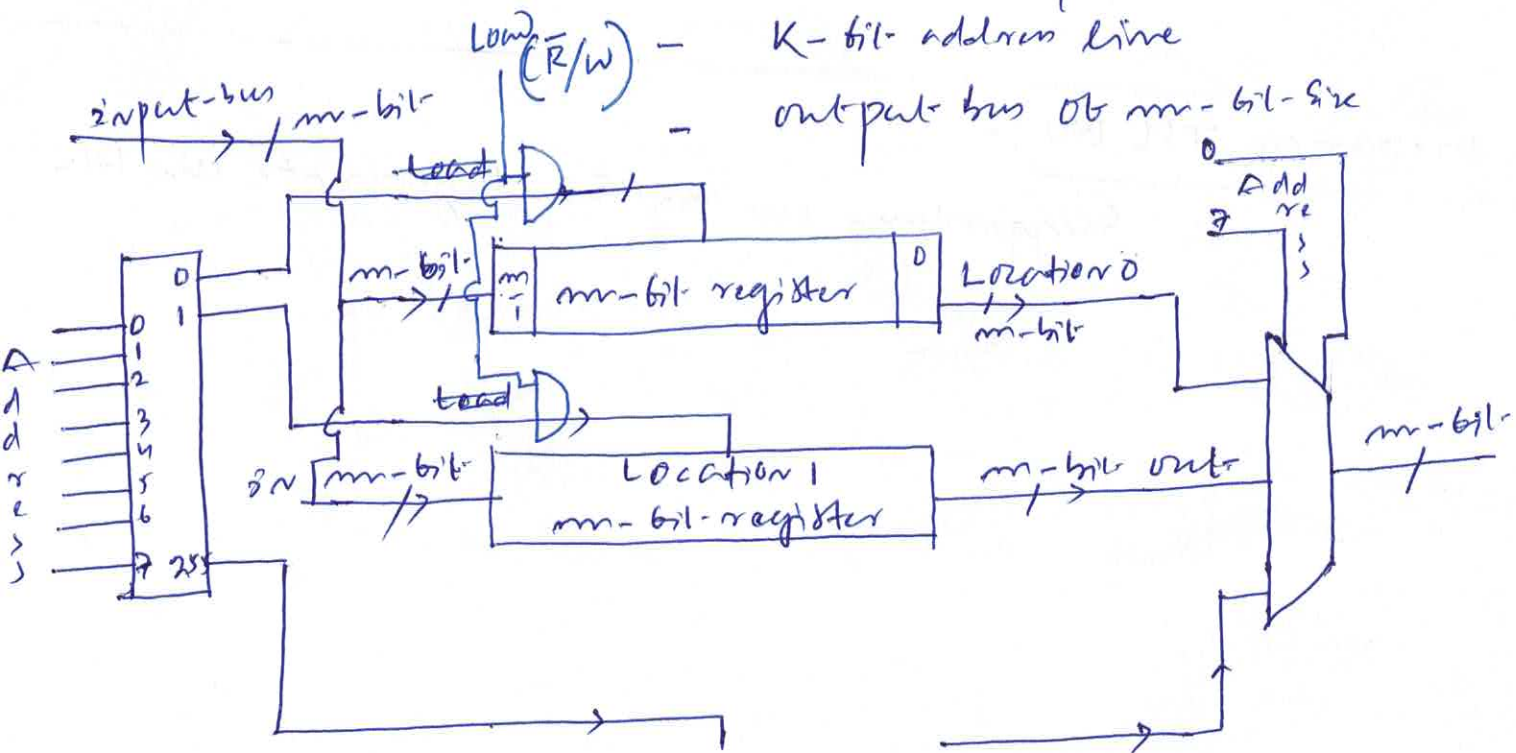 Load
(R̅/W)
- K-bit address line
- output bus of m-bit-size
input-bus
m-bit
Load
0
Address
7
0
1
0
1
2
3
4
5
6
7
255
Address
m-bit
m-1
m-bit register
0
Location 0
m-bit
Load
in
m-bit
Location 1
m-bit-register
m-bit out
m-bit